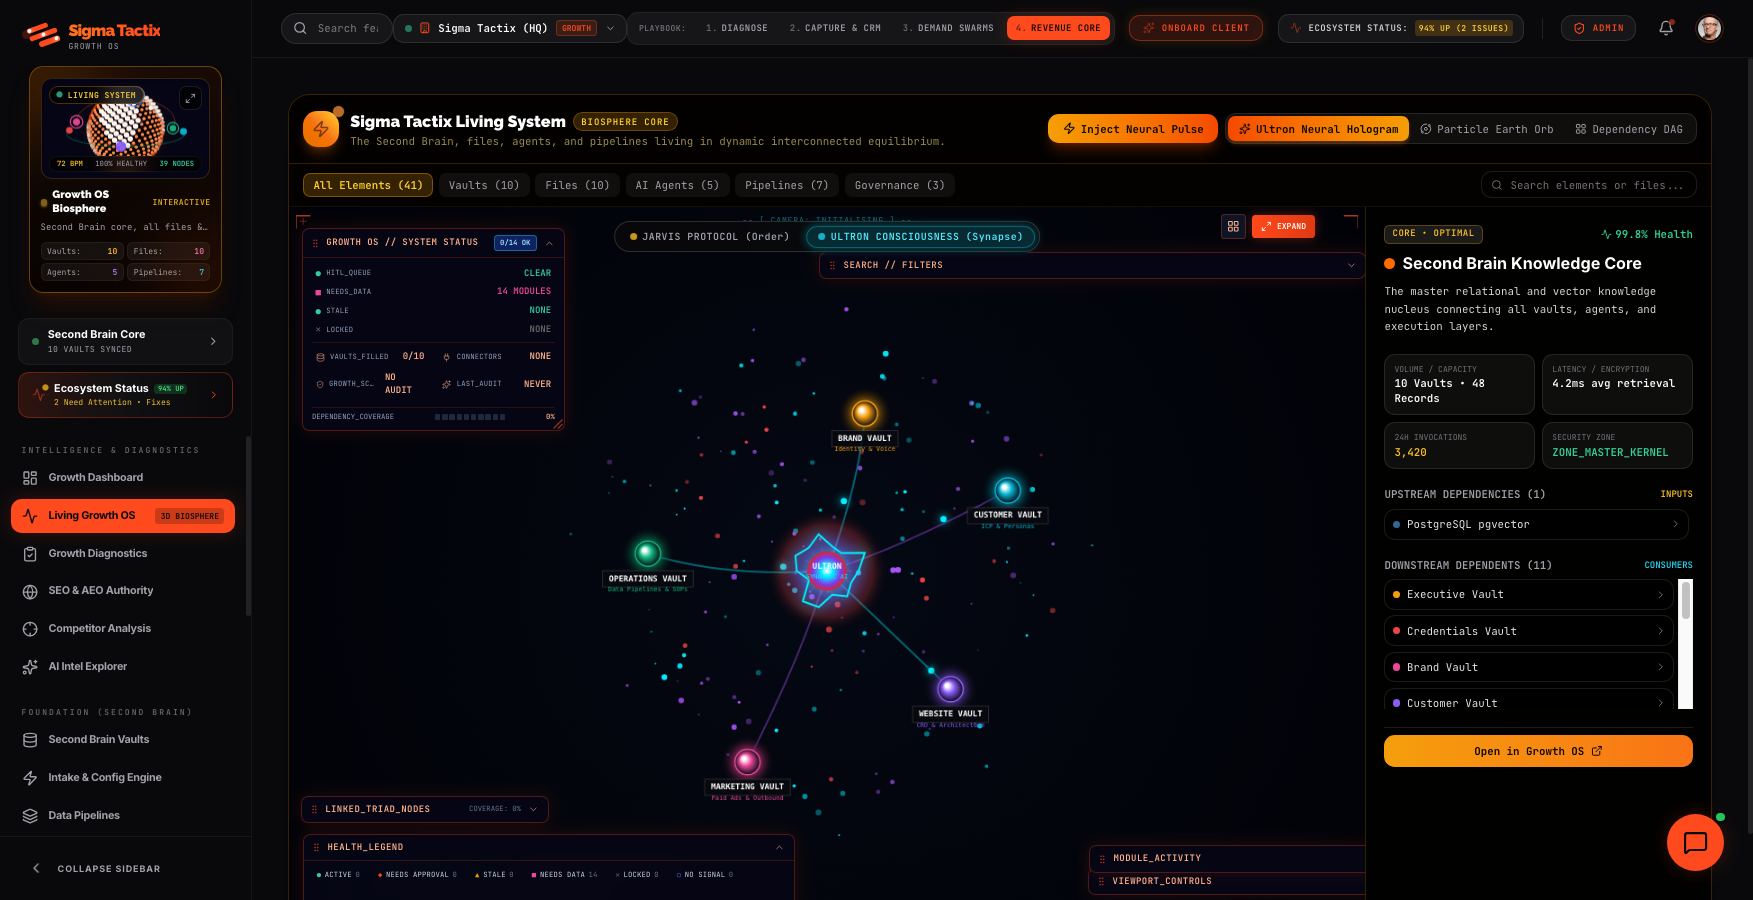 Sigma Tactix
GROWTH OS
Sigma Tactix (HQ) GROWTH
PLAYBOOK: 1. DIAGNOSE 2. CAPTURE & CRM 3. DEMAND SWARMS 4. REVENUE CORE
ONBOARD CLIENT
ECOSYSTEM STATUS: 94% UP (2 ISSUES)
ADMIN
LIVING SYSTEM
72 BPM 100% HEALTHY 39 NODES
Growth OS Biosphere INTERACTIVE
Second Brain core, all files &…
Vaults: 10 Files: 10
Agents: 5 Pipelines: 7
Second Brain Core
10 VAULTS SYNCED
Ecosystem Status 94% UP
2 Need Attention • Fixes
INTELLIGENCE & DIAGNOSTICS
Growth Dashboard
Living Growth OS 3D BIOSPHERE
Growth Diagnostics
SEO & AEO Authority
Competitor Analysis
AI Intel Explorer
FOUNDATION (SECOND BRAIN)
Second Brain Vaults
Intake & Config Engine
Data Pipelines
COLLAPSE SIDEBAR
Sigma Tactix Living System BIOSPHERE CORE
The Second Brain, files, agents, and pipelines living in dynamic interconnected equilibrium.
Inject Neural Pulse
Ultron Neural Hologram
Particle Earth Orb
Dependency DAG
All Elements (41)
Vaults (10)
Files (10)
AI Agents (5)
Pipelines (7)
Governance (3)
Search elements or files...
-- [ CAMERA: INITIALISING ] --
JARVIS PROTOCOL (Order)
ULTRON CONSCIOUSNESS (Synapse)
EXPAND
SEARCH // FILTERS
GROWTH OS // SYSTEM STATUS 0/14 OK
HITL_QUEUE CLEAR
NEEDS_DATA 14 MODULES
STALE NONE
LOCKED NONE
VAULTS_FILLED 0/10 CONNECTORS NONE
GROWTH_SC… NO AUDIT LAST_AUDIT NEVER
DEPENDENCY_COVERAGE 0%
BRAND VAULT
Identity & Voice
CUSTOMER VAULT
ICP & Personas
ULTRON
OPERATIONS VAULT
Data Pipelines & SOPs
WEBSITE VAULT
CRO & Architecture
MARKETING VAULT
Paid Ads & Outbound
LINKED_TRIAD_NODES COVERAGE: 0%
HEALTH_LEGEND
ACTIVE 0 NEEDS APPROVAL 0 STALE 0 NEEDS DATA 14 LOCKED 0 NO SIGNAL 0
MODULE_ACTIVITY
VIEWPORT_CONTROLS
CORE • OPTIMAL
99.8% Health
Second Brain Knowledge Core
The master relational and vector knowledge
nucleus connecting all vaults, agents, and
execution layers.
VOLUME / CAPACITY
10 Vaults • 48
Records
LATENCY / ENCRYPTION
4.2ms avg retrieval
24H INVOCATIONS
3,420
SECURITY ZONE
ZONE_MASTER_KERNEL
UPSTREAM DEPENDENCIES (1) INPUTS
PostgreSQL pgvector
DOWNSTREAM DEPENDENTS (11) CONSUMERS
Executive Vault
Credentials Vault
Brand Vault
Customer Vault
Open in Growth OS